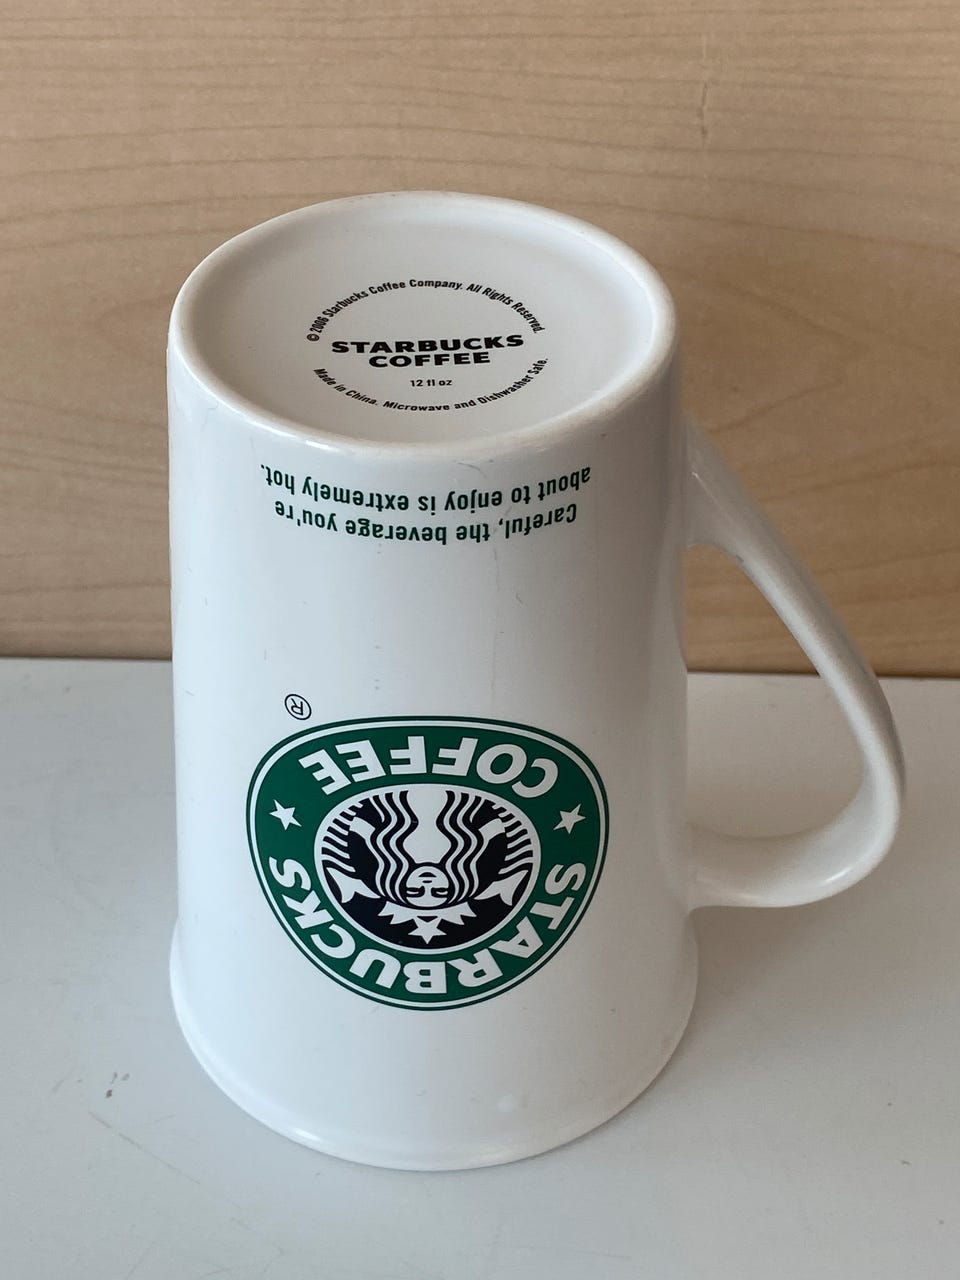 © 2006 Starbucks Coffee Company. All Rights Reserved.
STARBUCKS
COFFEE
12 fl oz
Made in China. Microwave and Dishwasher Safe.
Careful, the beverage you're
about to enjoy is extremely hot.
STARBUCKS
COFFEE
®